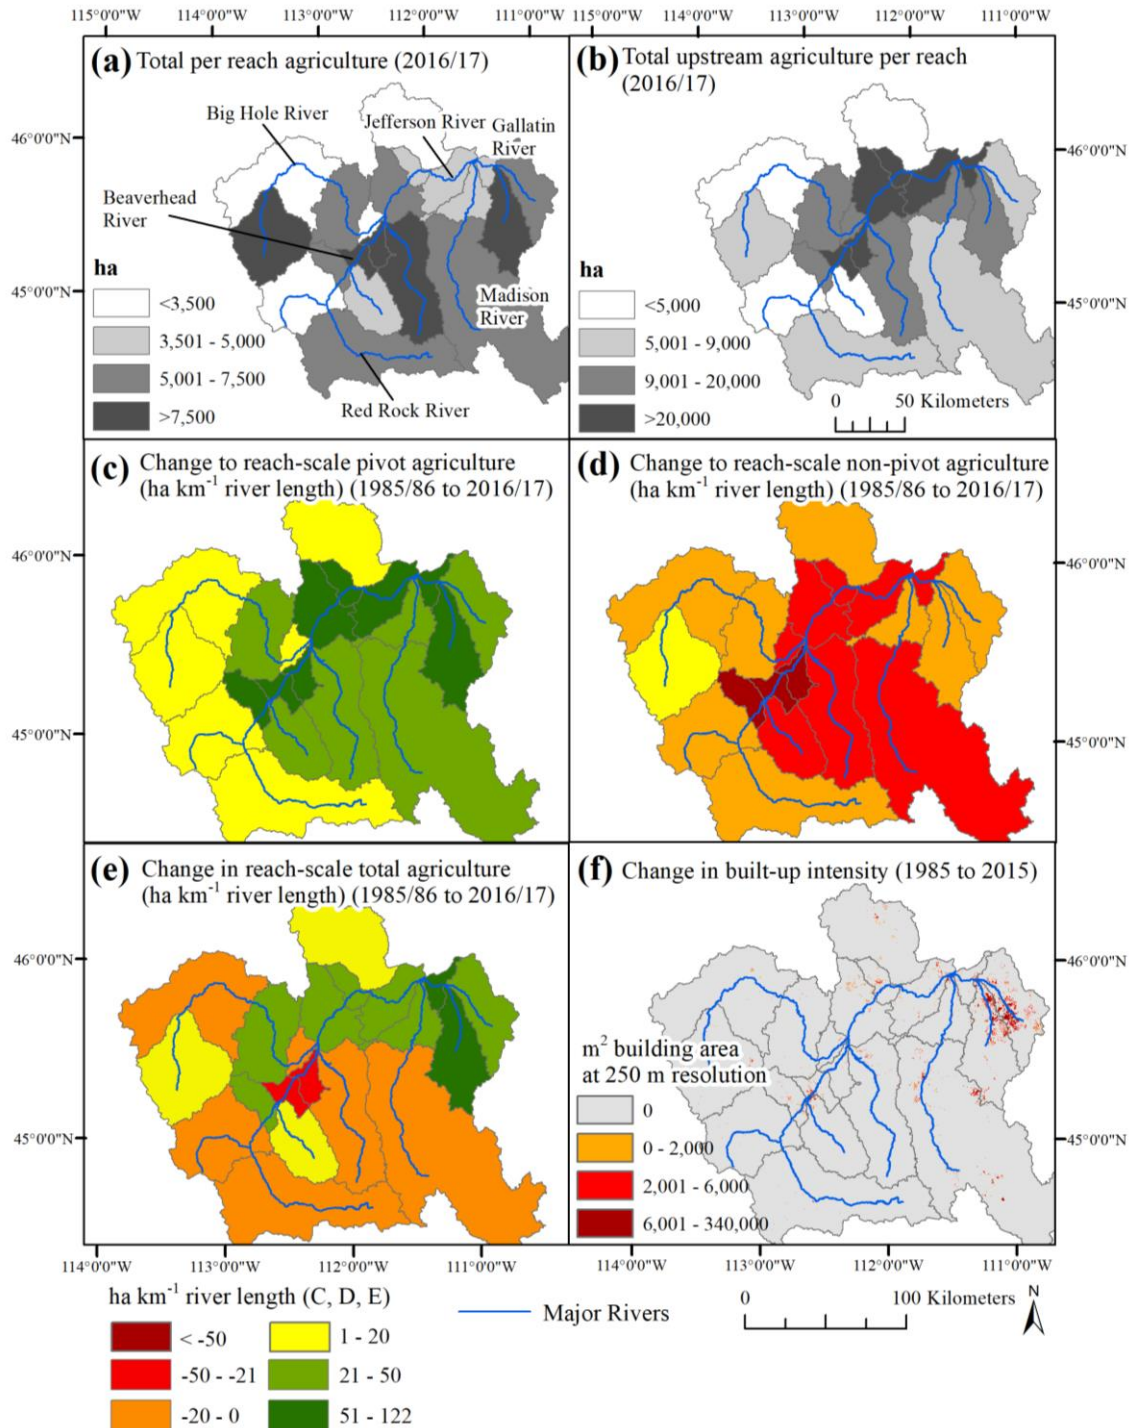 115°0'0"W 114°0'0"W 113°0'0"W 112°0'0"W 111°0'0"W
115°0'0"W 114°0'0"W 113°0'0"W 112°0'0"W 111°0'0"W
(a) Total per reach agriculture (2016/17)
Big Hole River
Jefferson River
Gallatin
River
46°0'0"N
Beaverhead
River
45°0'0"N
Madison
River
Red Rock River
ha
<3,500
3,501 - 5,000
5,001 - 7,500
>7,500
(b) Total upstream agriculture per reach
(2016/17)
46°0'0"N
45°0'0"N
ha
<5,000
5,001 - 9,000
9,001 - 20,000
>20,000
0 50 Kilometers
(c) Change to reach-scale pivot agriculture
(ha km⁻¹ river length) (1985/86 to 2016/17)
46°0'0"N
45°0'0"N
(d) Change to reach-scale non-pivot agriculture
(ha km⁻¹ river length) (1985/86 to 2016/17)
46°0'0"N
45°0'0"N
(e) Change in reach-scale total agriculture
(ha km⁻¹ river length) (1985/86 to 2016/17)
46°0'0"N
45°0'0"N
(f) Change in built-up intensity (1985 to 2015)
46°0'0"N
45°0'0"N
m² building area
at 250 m resolution
0
0 - 2,000
2,001 - 6,000
6,001 - 340,000
114°0'0"W 113°0'0"W 112°0'0"W 111°0'0"W
114°0'0"W 113°0'0"W 112°0'0"W 111°0'0"W
ha km⁻¹ river length (C, D, E)
< -50
-50 - -21
-20 - 0
1 - 20
21 - 50
51 - 122
Major Rivers
0 100 Kilometers
N